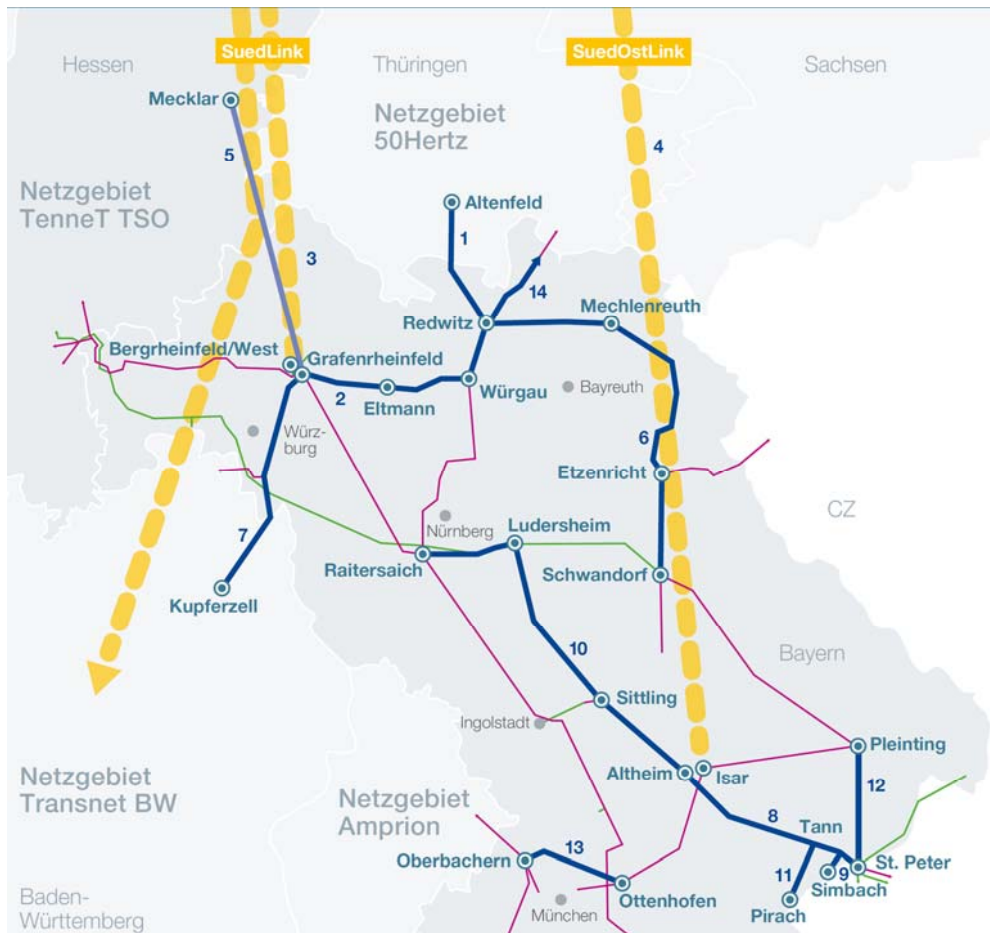 SuedLink
SuedOstLink
Hessen
Thüringen
Sachsen
Mecklar
Netzgebiet
50Hertz
4
5
Netzgebiet
TenneT TSO
Altenfeld
1
3
14
Mechlenreuth
Redwitz
Bergrheinfeld/West
Grafenrheinfeld
2
Eltmann
Würgau
Bayreuth
Würz-
burg
6
Etzenricht
CZ
7
Nürnberg
Ludersheim
Raitersaich
Schwandorf
Kupferzell
10
Bayern
Sittling
Ingolstadt
Pleinting
Netzgebiet
Transnet BW
Altheim
Isar
12
Netzgebiet
Amprion
8
Tann
13
Oberbachern
St. Peter
11
9
Simbach
Ottenhofen
Pirach
München
Baden-
Württemberg